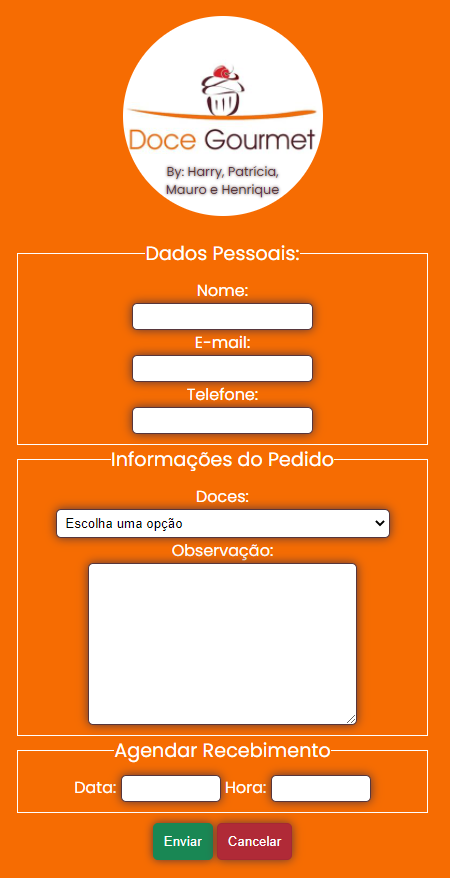 Doce Gourmet
By: Harry, Patrícia,
Mauro e Henrique
Dados Pessoais:
Nome:
E-mail:
Telefone:
Informações do Pedido
Doces:
Escolha uma opção
Observação:
Agendar Recebimento
Data: Hora:
Enviar Cancelar